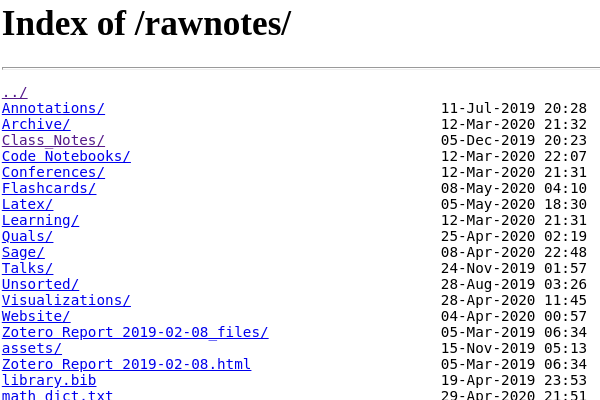 Index of /rawnotes/
../
Annotations/ 11-Jul-2019 20:28
Archive/ 12-Mar-2020 21:32
Class_Notes/ 05-Dec-2019 20:23
Code_Notebooks/ 12-Mar-2020 22:07
Conferences/ 12-Mar-2020 21:31
Flashcards/ 08-May-2020 04:10
Latex/ 05-May-2020 18:30
Learning/ 12-Mar-2020 21:31
Quals/ 25-Apr-2020 02:19
Sage/ 08-Apr-2020 22:48
Talks/ 24-Nov-2019 01:57
Unsorted/ 28-Aug-2019 03:26
Visualizations/ 28-Apr-2020 11:45
Website/ 04-Apr-2020 00:57
Zotero Report 2019-02-08_files/ 05-Mar-2019 06:34
assets/ 15-Nov-2019 05:13
Zotero Report 2019-02-08.html 05-Mar-2019 06:34
library.bib 19-Apr-2019 23:53
math_dict.txt 29-Apr-2020 21:51